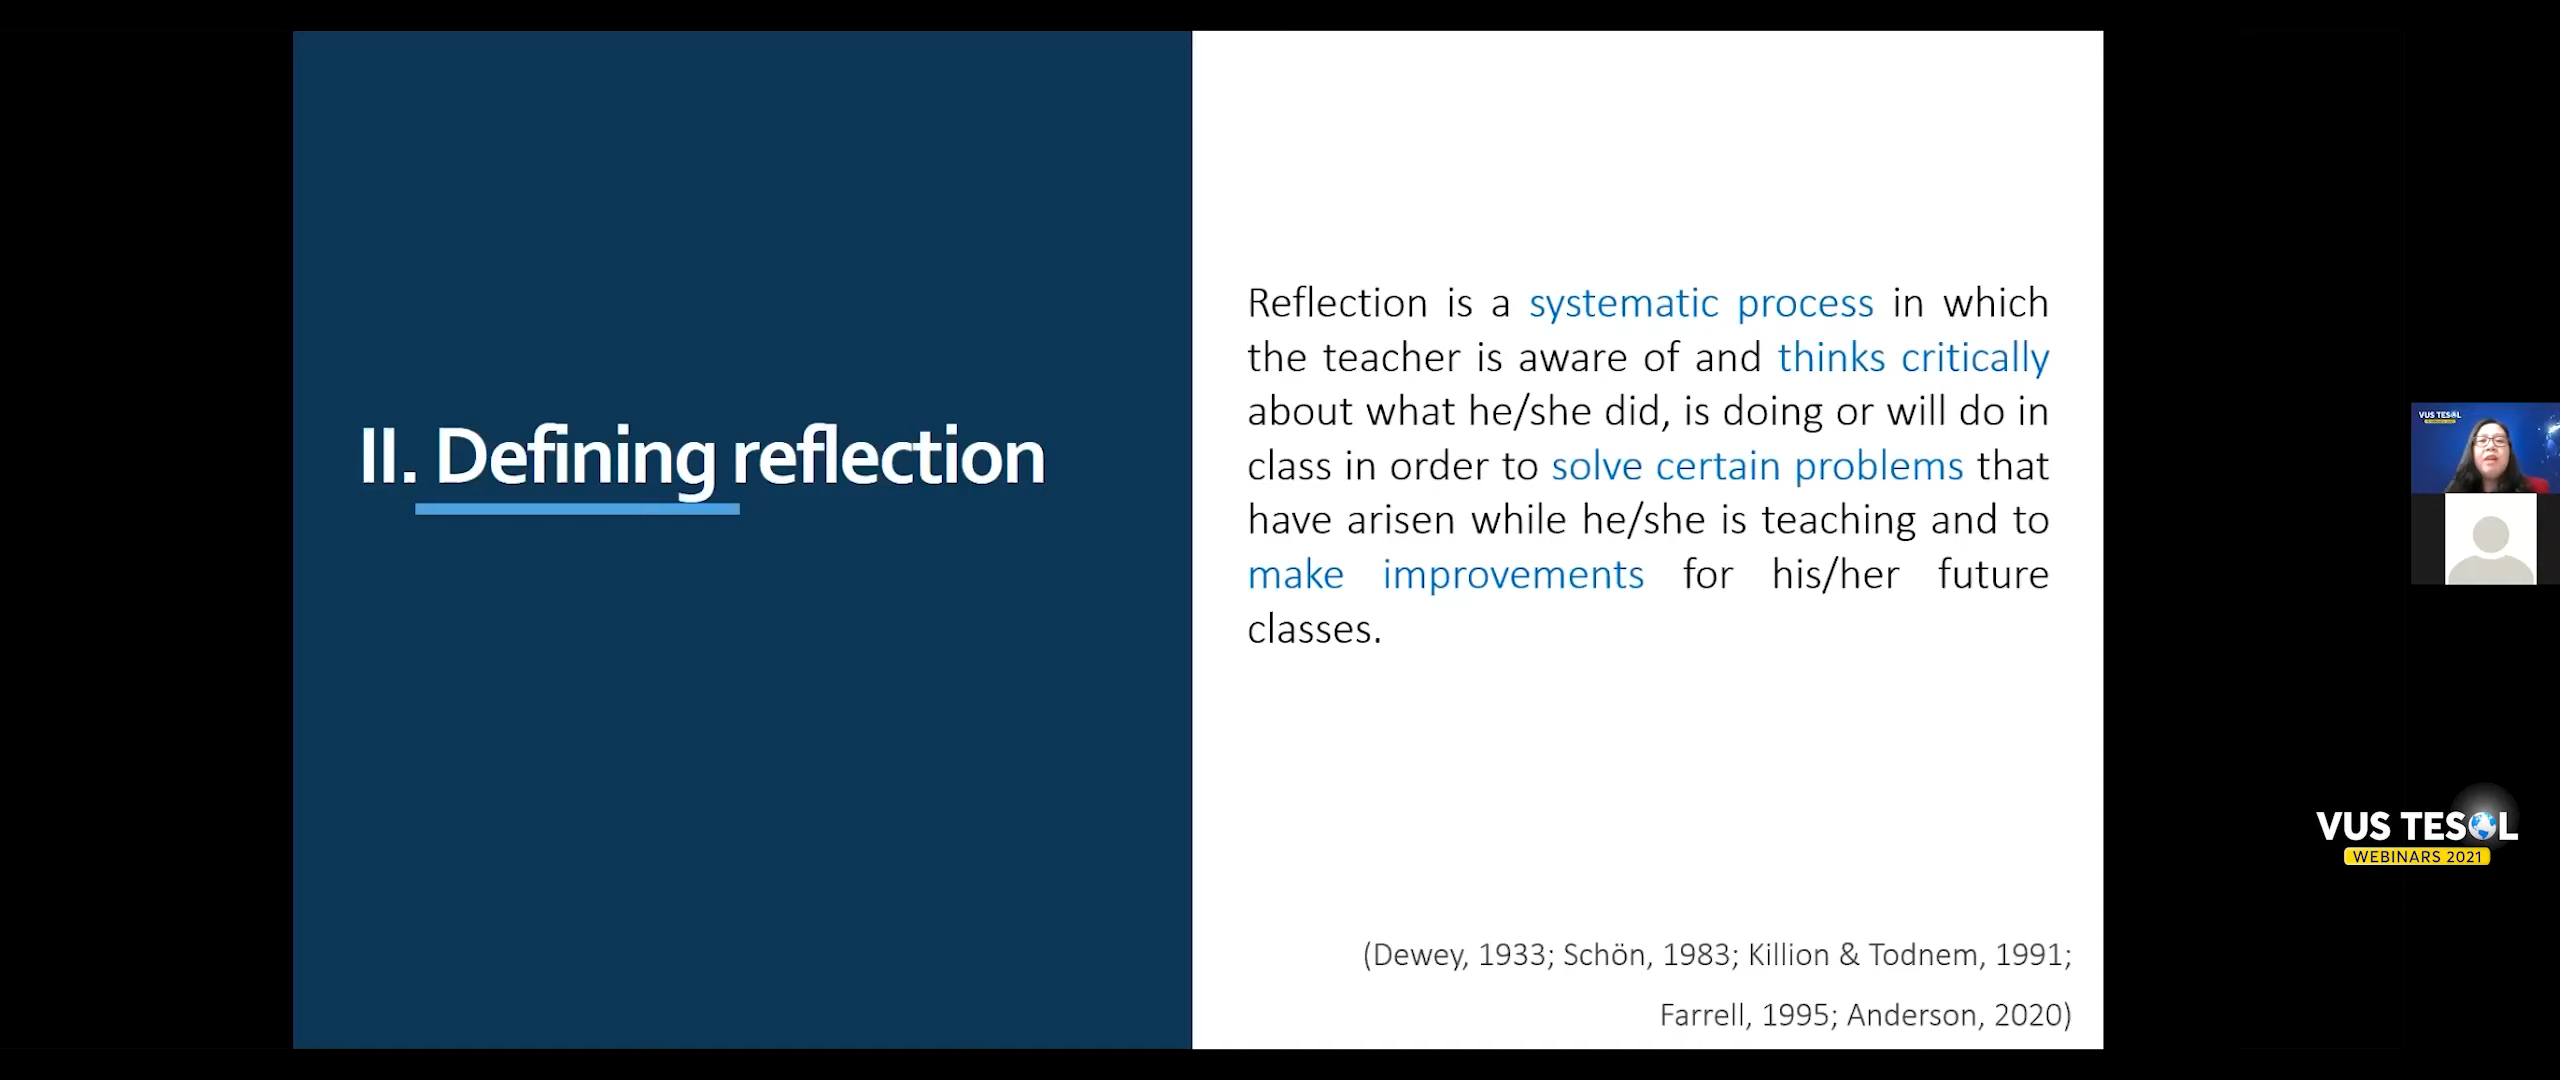 II. Defining reflection
Reflection is a systematic process in which
the teacher is aware of and thinks critically
about what he/she did, is doing or will do in
class in order to solve certain problems that
have arisen while he/she is teaching and to
make improvements for his/her future
classes.
(Dewey, 1933; Schön, 1983; Killion & Todnem, 1991;
Farrell, 1995; Anderson, 2020)
VUS TESOL
VUS TESOL
WEBINARS 2021